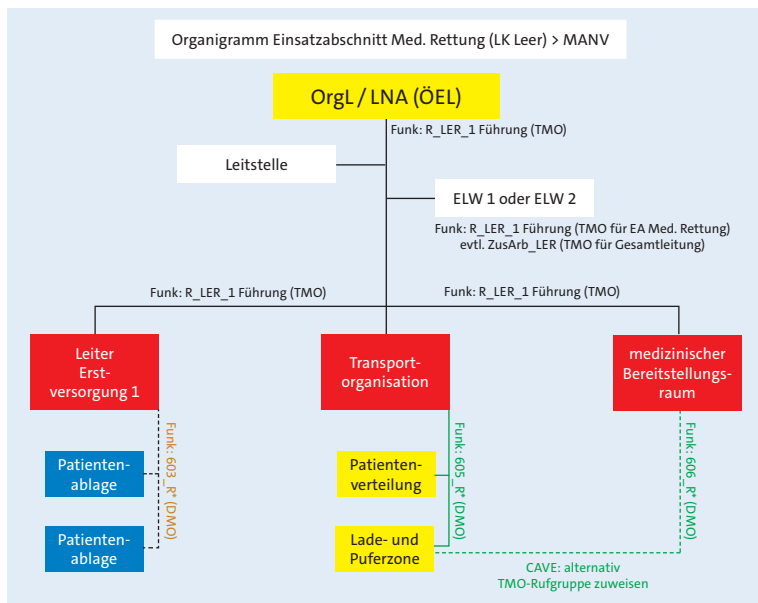 Organigramm Einsatzabschnitt Med. Rettung (LK Leer) > MANV
OrgL / LNA (ÖEL)
Funk: R_LER_1 Führung (TMO)
Leitstelle
ELW 1 oder ELW 2
Funk: R_LER_1 Führung (TMO für EA Med. Rettung)
evtl. ZusArb_LER (TMO für Gesamtleitung)
Funk: R_LER_1 Führung (TMO)
Funk: R_LER_1 Führung (TMO)
Leiter
Erst-
versorgung 1
Transport-
organisation
medizinischer
Bereitstellungs-
raum
Funk: 603_R* (DMO)
Patienten-
ablage
Patienten-
ablage
Funk: 605_R* (DMO)
Patienten-
verteilung
Lade- und
Puferzone
Funk: 606_R* (DMO)
CAVE: alternativ
TMO-Rufgruppe zuweisen